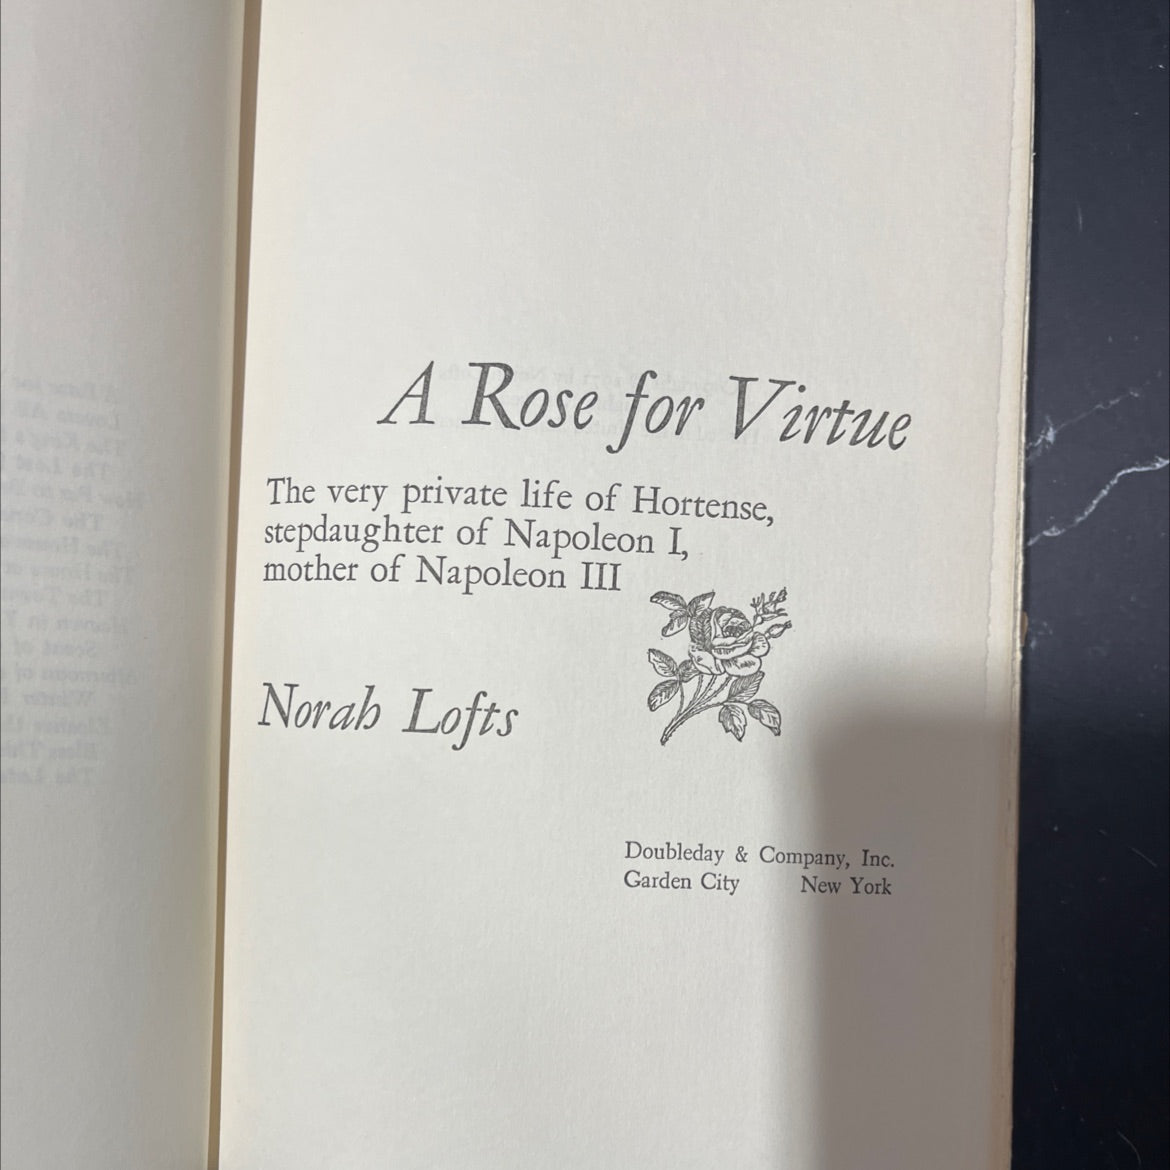 A Rose for Virtue
The very private life of Hortense,
stepdaughter of Napoleon I,
mother of Napoleon III
Norah Lofts
Doubleday & Company, Inc.
Garden City New York